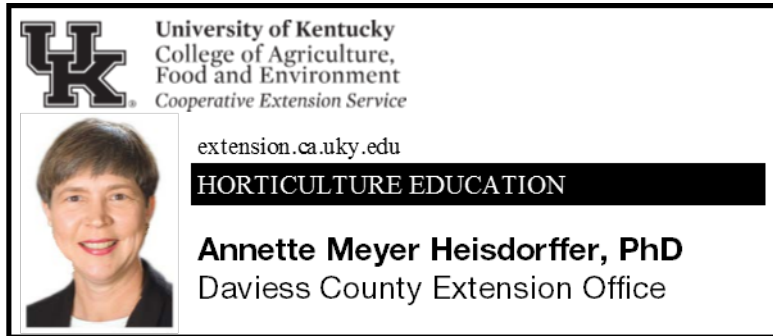 UK
University of Kentucky
College of Agriculture,
Food and Environment
Cooperative Extension Service
extension.ca.uky.edu
HORTICULTURE EDUCATION
Annette Meyer Heisdorffer, PhD
Daviess County Extension Office